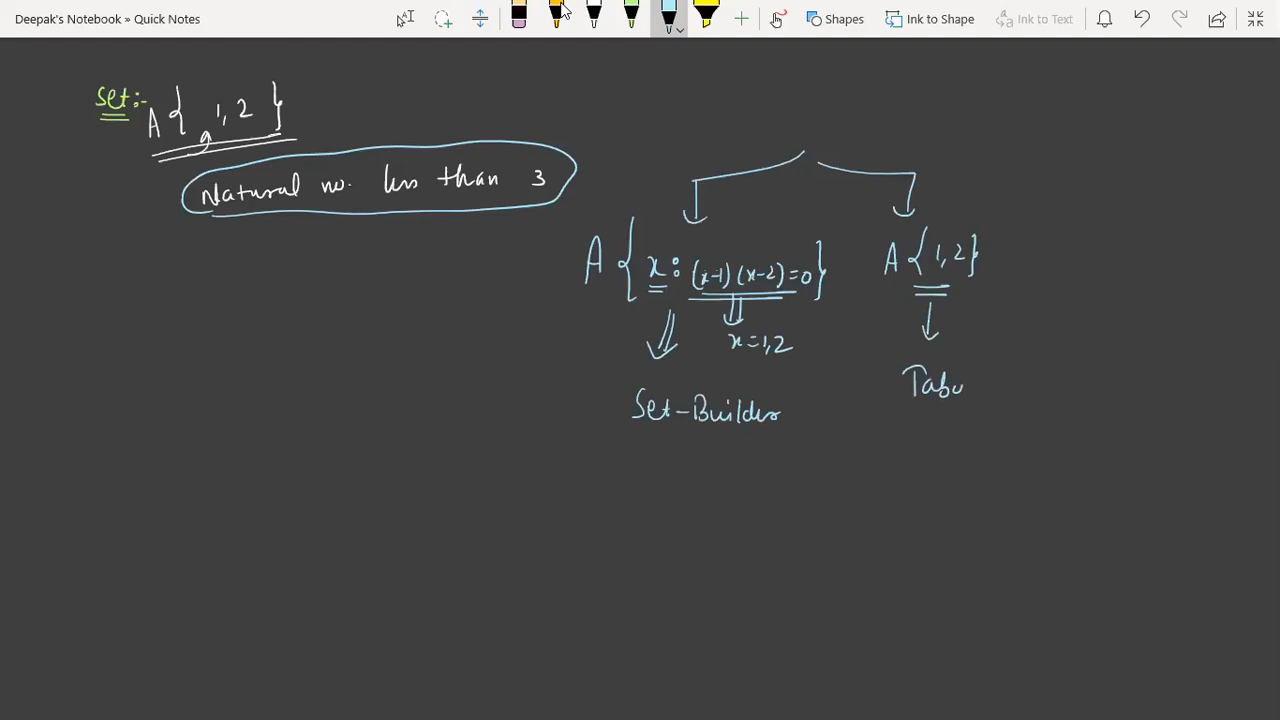 Deepak's Notebook » Quick Notes
Shapes
Ink to Shape
Ink to Text
Set:-
A{ 1,2 }
Natural no. less than 3
A{ x: (x-1)(x-2)=0}
A{1,2}
x=1,2
Set-Builder
Tabu